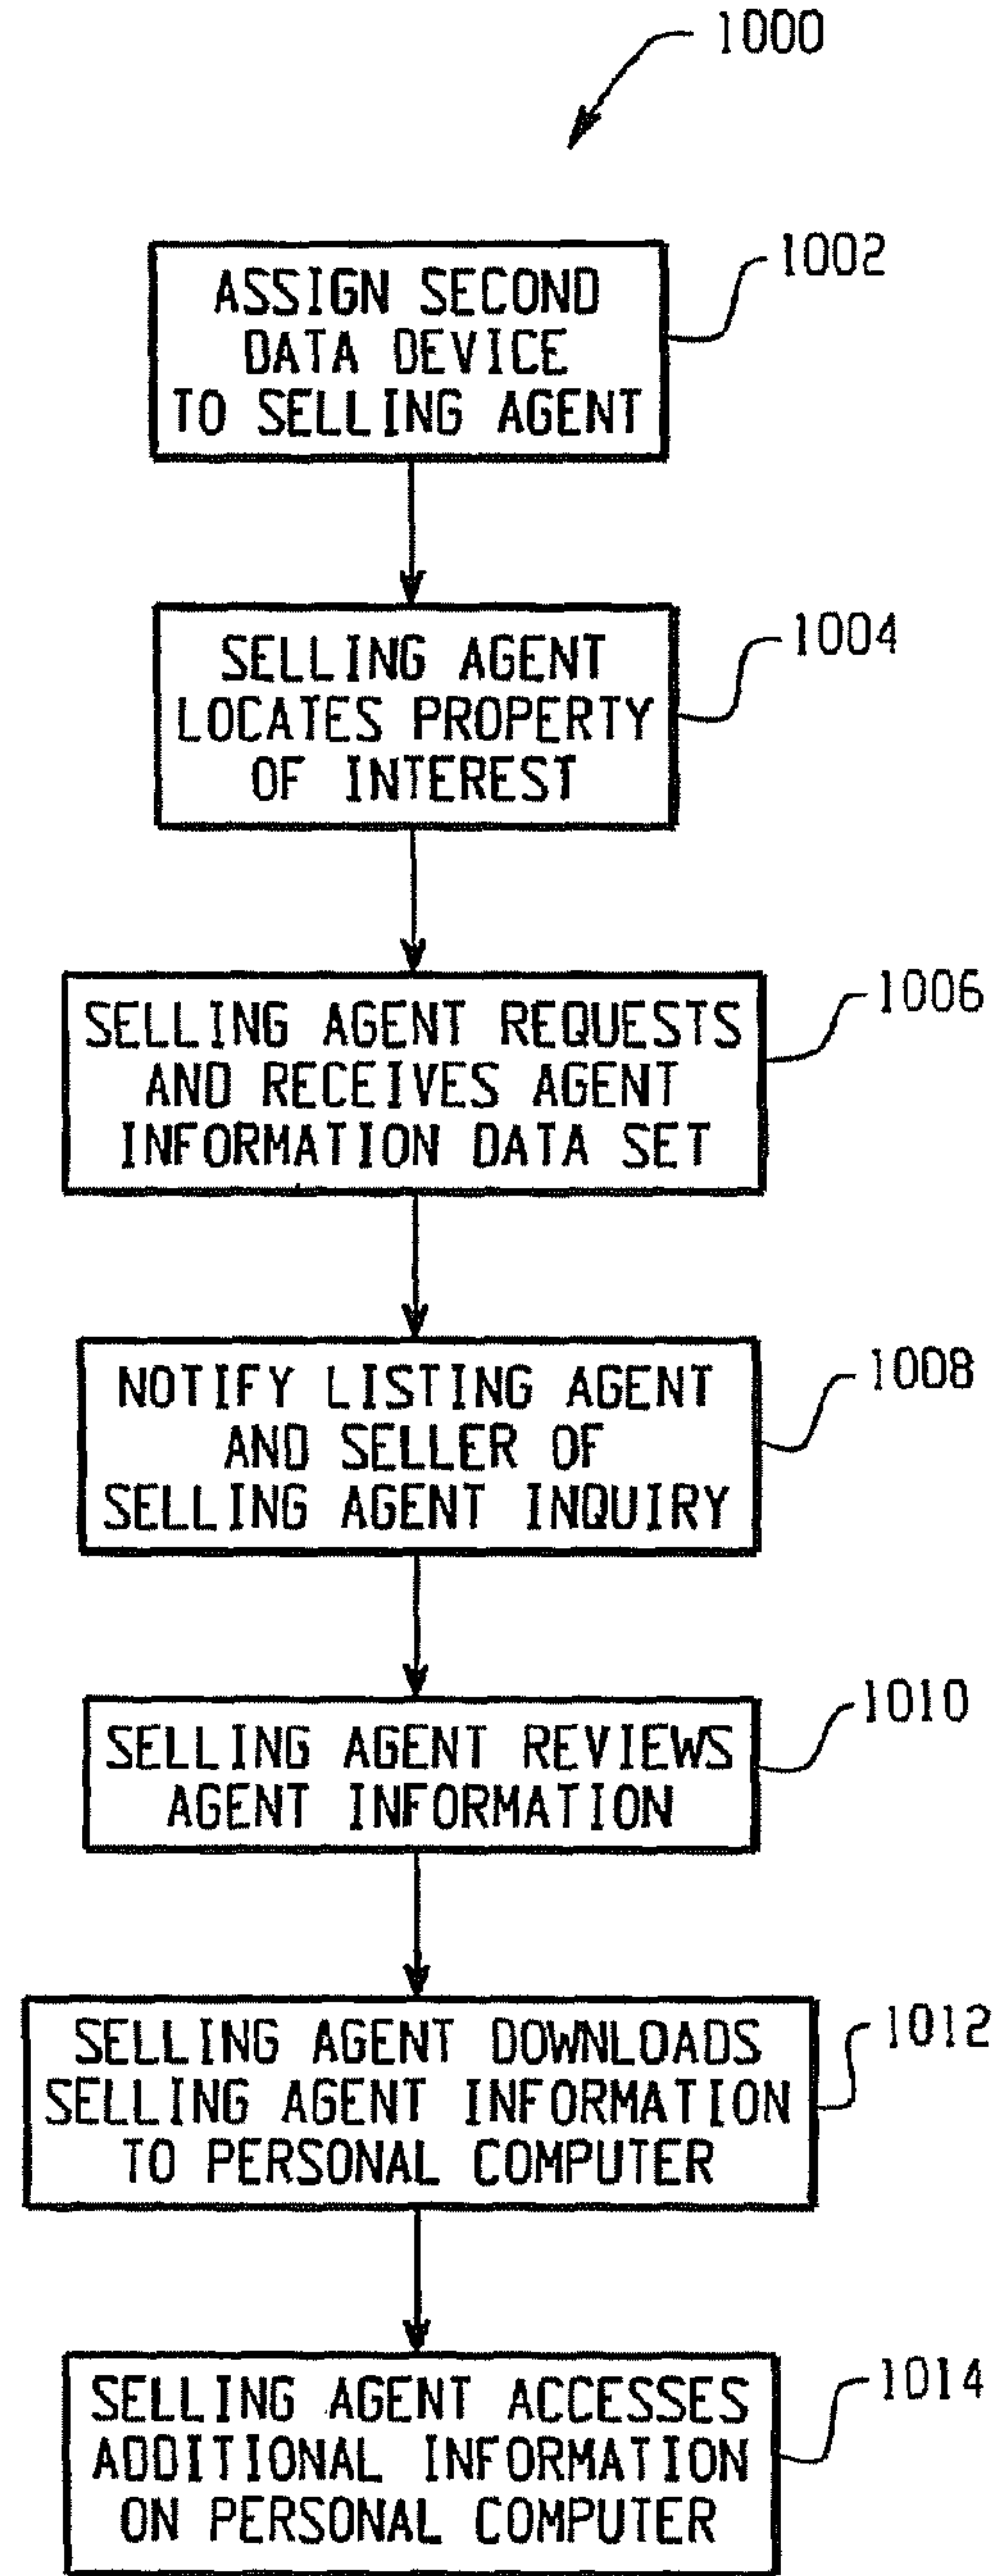 1000
1002
ASSIGN SECOND
DATA DEVICE
TO SELLING AGENT
1004
SELLING AGENT
LOCATES PROPERTY
OF INTEREST
1006
SELLING AGENT REQUESTS
AND RECEIVES AGENT
INFORMATION DATA SET
1008
NOTIFY LISTING AGENT
AND SELLER OF
SELLING AGENT INQUIRY
1010
SELLING AGENT REVIEWS
AGENT INFORMATION
1012
SELLING AGENT DOWNLOADS
SELLING AGENT INFORMATION
TO PERSONAL COMPUTER
1014
SELLING AGENT ACCESSES
ADDITIONAL INFORMATION
ON PERSONAL COMPUTER